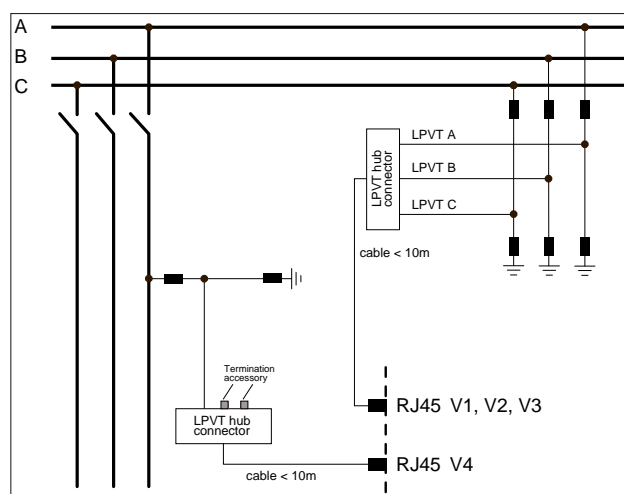 A
B
C
LPVT A
LPVT B
LPVT C
LPVT hub
connector
cable < 10m
Termination
accessory
RJ45 V1, V2, V3
LPVT hub
connector
RJ45 V4
cable < 10m